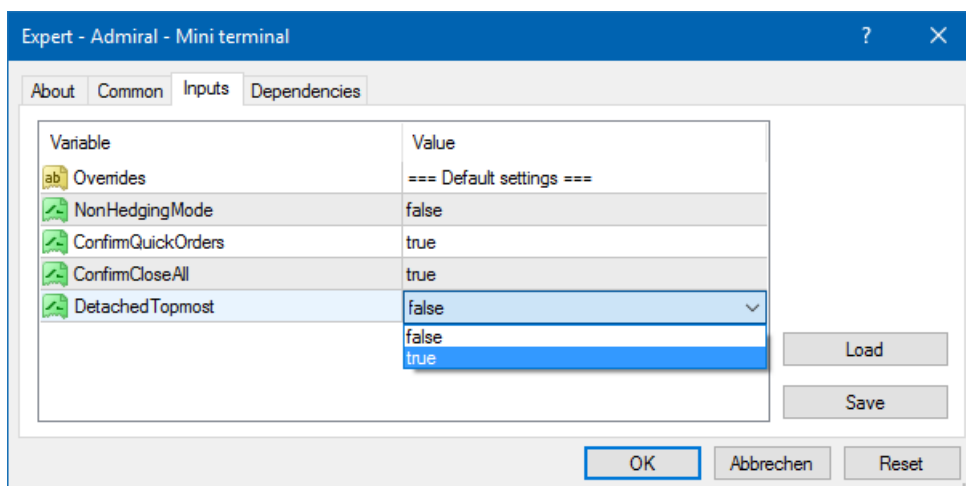 Expert - Admiral - Mini terminal ?
About Common Inputs Dependencies
Variable Value
ab Overrides === Default settings ===
NonHedgingMode false
ConfirmQuickOrders true
ConfirmCloseAll true
DetachedTopmost false
false
true
Load
Save
OK Abbrechen Reset